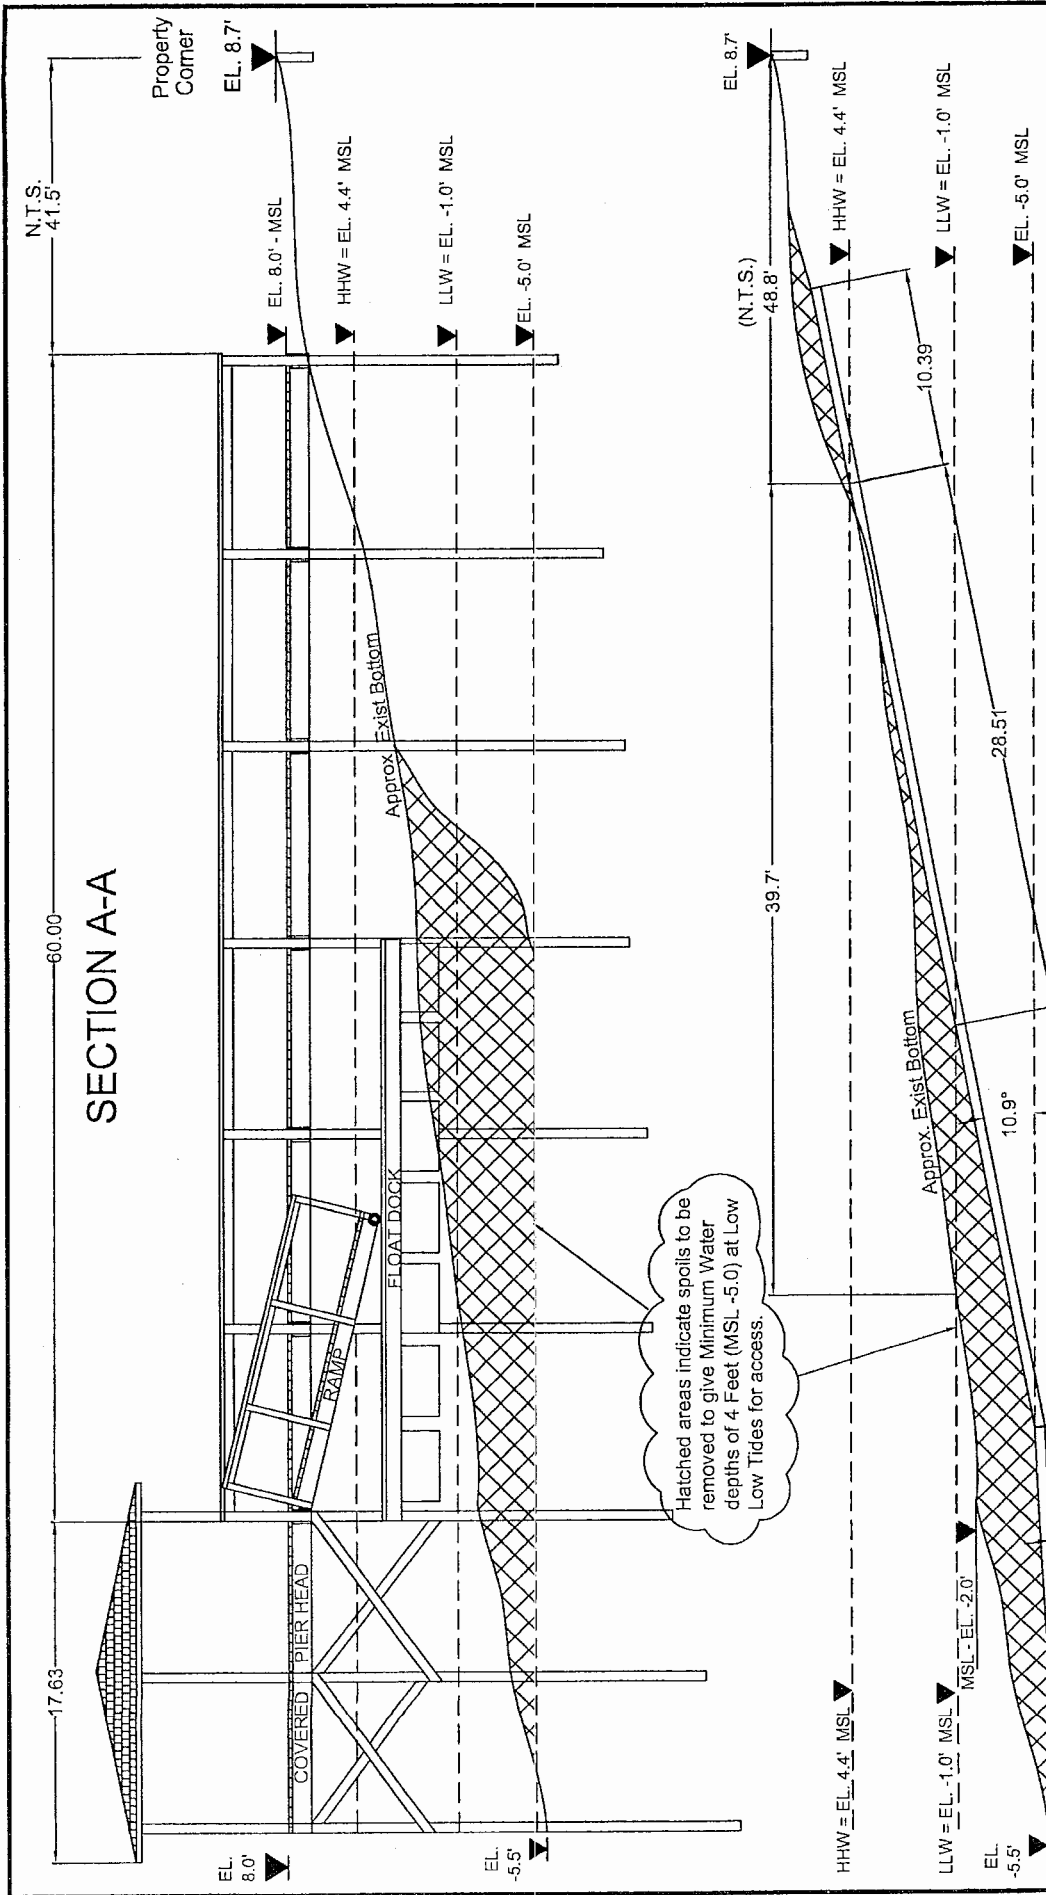 N.T.S.
41.5'
60.00
17.63
Property
Corner
EL. 8.7'
SECTION A-A
EL. 8.0' - MSL
HHW = EL. 4.4' MSL
LLW = EL. -1.0' MSL
EL. -5.0' MSL
Approx. Exist Bottom
FLOAT DOCK
RAMP
COVERED PIER HEAD
EL.
8.0'
EL.
-5.5'
Hatched areas indicate spoils to be
removed to give Minimum Water
depths of 4 Feet (MSL -5.0) at Low
Low Tides for access.
EL. 8.7'
(N.T.S.)
48.8'
39.7'
HHW = EL. 4.4' MSL
LLW = EL. -1.0' MSL
EL. -5.0' MSL
10.39
28.51
10.9°
Approx. Exist Bottom
HHW = EL. 4.4' MSL
LLW = EL. -1.0' MSL
MSL - EL. -2.0'
EL.
-5.5'